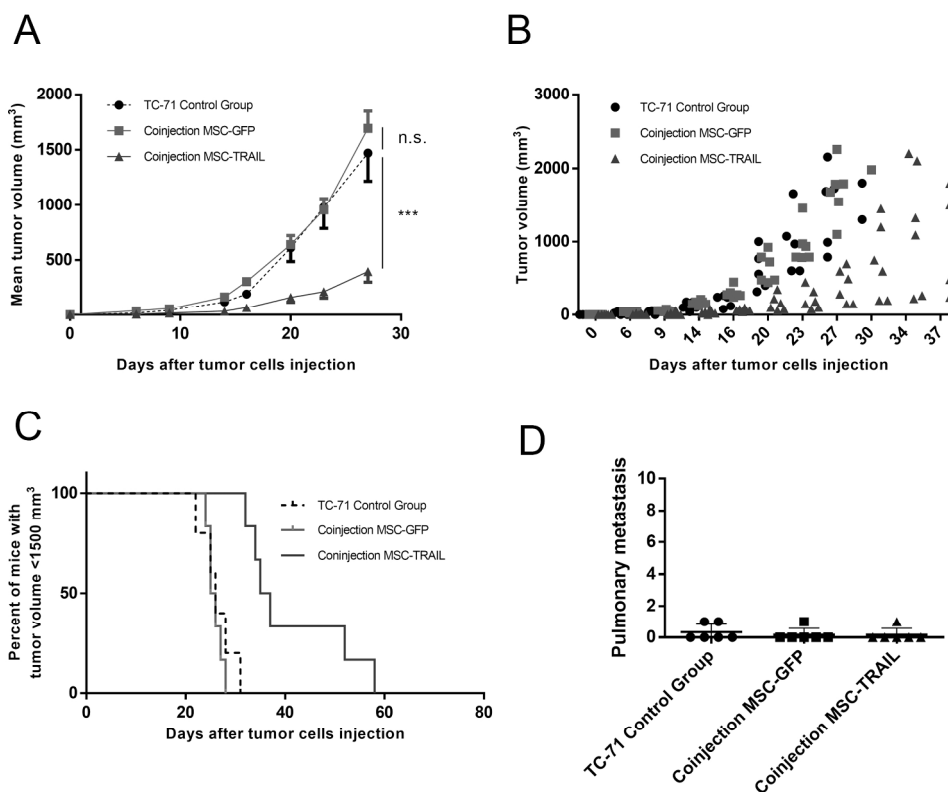 A
Mean tumor volume (mm³)
2000
1500
1000
500
0
0
10
20
30
TC-71 Control Group
Coinjection MSC-GFP
Coinjection MSC-TRAIL
n.s.
***
Days after tumor cells injection
B
Tumor volume (mm³)
3000
2000
1000
0
0
6
9
14
16
20
23
27
30
34
37
TC-71 Control Group
Coinjection MSC-GFP
Coinjection MSC-TRAIL
Days after tumor cells injection
C
Percent of mice with
tumor volume <1500 mm³
100
50
0
0
20
40
60
80
TC-71 Control Group
Coinjection MSC-GFP
Coninjection MSC-TRAIL
Days after tumor cells injection
D
Pulmonary metastasis
10
8
6
4
2
0
TC-71 Control Group
Coinjection MSC-GFP
Coinjection MSC-TRAIL